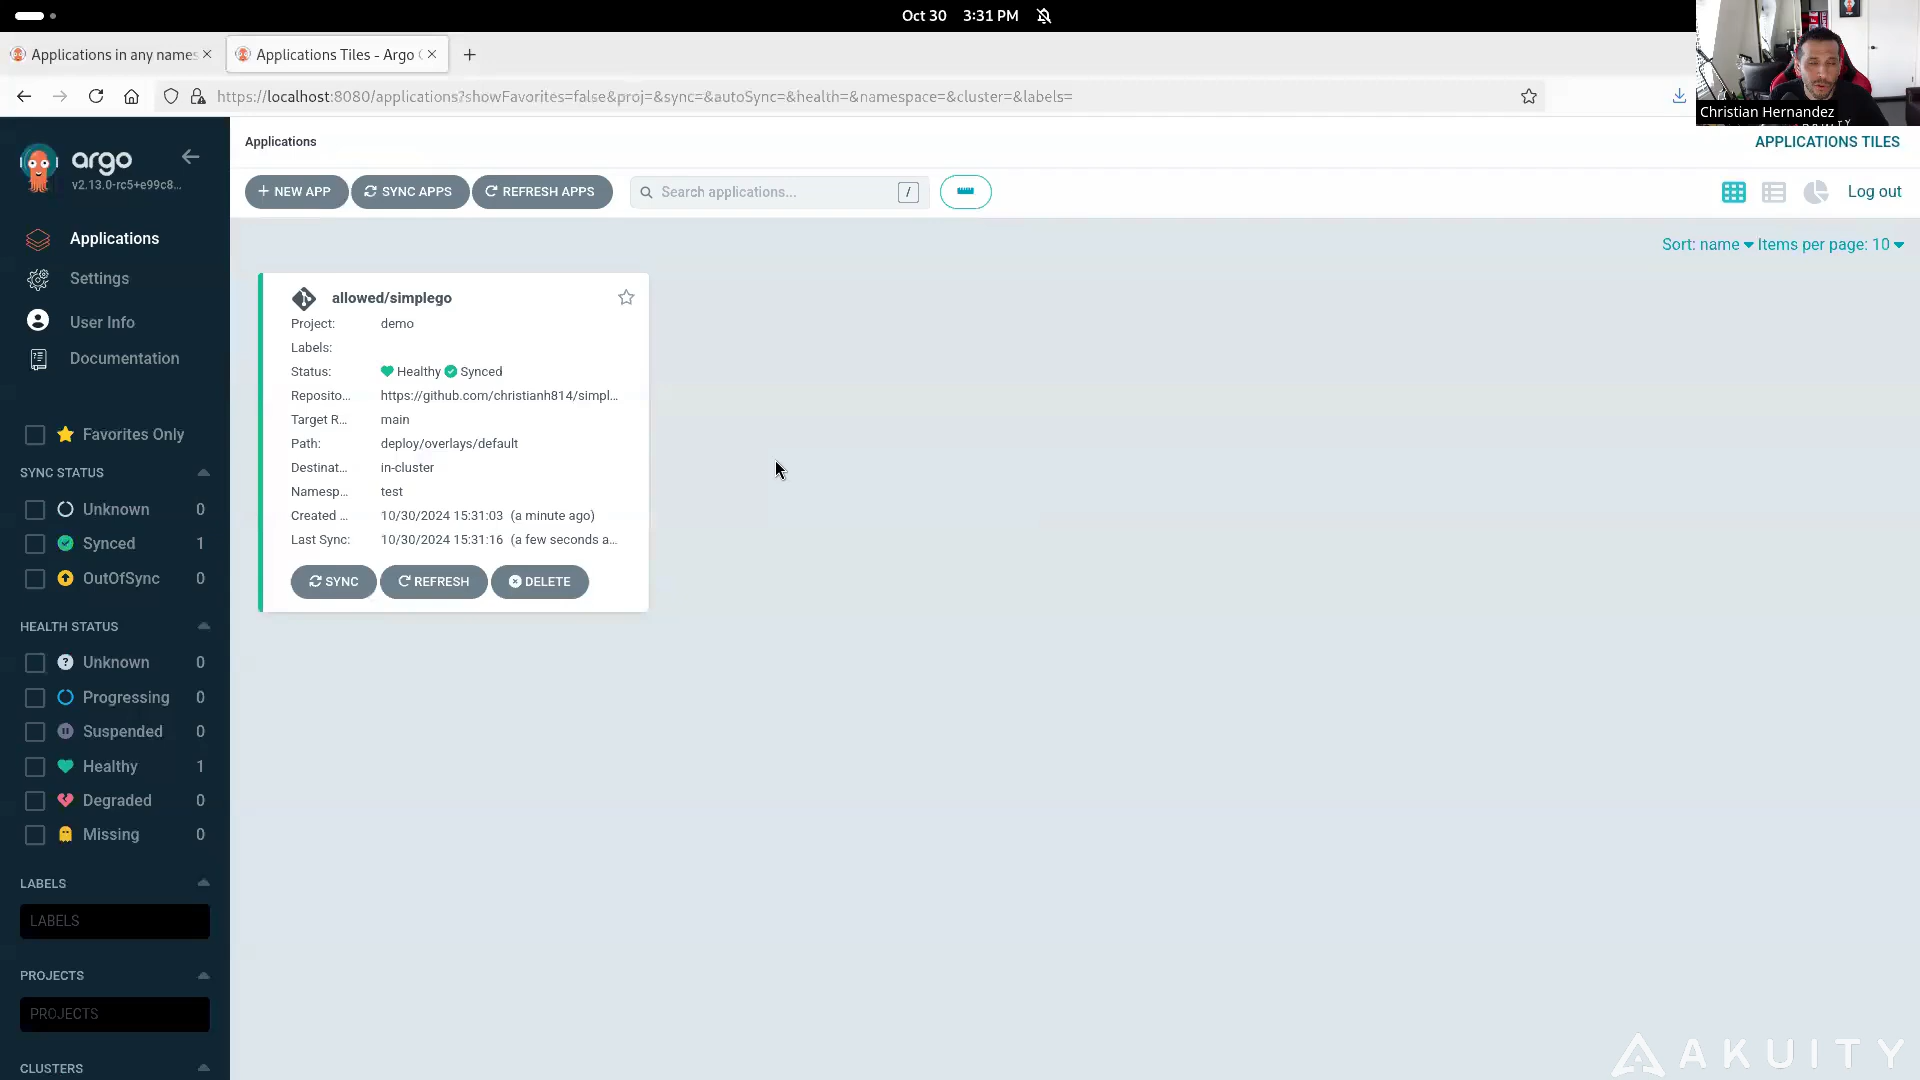 Oct 30 3:31 PM
Applications in any names
Applications Tiles - Argo
https://localhost:8080/applications?showFavorites=false&proj=&sync=&autoSync=&health=&namespace=&cluster=&labels=
Christian Hernandez
argo
v2.13.0-rc5+e99c8...
Applications
APPLICATIONS TILES
+ NEW APP
SYNC APPS
REFRESH APPS
Search applications...
/
Log out
Applications
Settings
User Info
Documentation
Sort: name
Items per page: 10
allowed/simplego
Project: demo
Labels:
Status: Healthy Synced
Reposito... https://github.com/christianh814/simpl...
Target R... main
Path: deploy/overlays/default
Destinat... in-cluster
Namesp... test
Created ... 10/30/2024 15:31:03 (a minute ago)
Last Sync: 10/30/2024 15:31:16 (a few seconds a...
SYNC
REFRESH
DELETE
Favorites Only
SYNC STATUS
Unknown 0
Synced 1
OutOfSync 0
HEALTH STATUS
Unknown 0
Progressing 0
Suspended 0
Healthy 1
Degraded 0
Missing 0
LABELS
LABELS
PROJECTS
PROJECTS
CLUSTERS
AKUITY